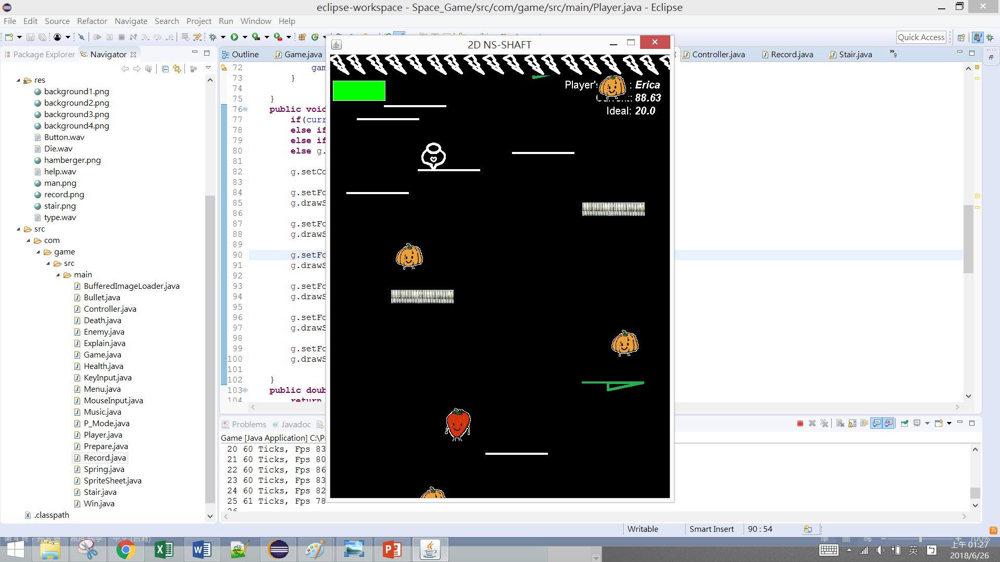 eclipse-workspace - Space_Game/src/com/game/src/main/Player.java - Eclipse
File Edit Source Refactor Navigate Search Project Run Window Help
Quick Access
Package Explorer Navigator
Outline Game.java Controller.java Record.java Stair.java »9
res
background1.png
background2.png
background3.png
background4.png
Button.wav
Die.wav
hamberger.png
help.wav
man.png
record.png
stair.png
type.wav
src
com
game
src
main
BufferedImageLoader.java
Bullet.java
Controller.java
Death.java
Enemy.java
Explain.java
Game.java
Health.java
KeyInput.java
Menu.java
MouseInput.java
Music.java
P_Mode.java
Player.java
Prepare.java
Record.java
Spring.java
SpriteSheet.java
Stair.java
Win.java
.classpath
72 gam
73 }
74
75 }
76 public void
77 if(curr
78 else if
79 else if
80 else g.
81
82 g.setCo
83
84 g.setFo
85 g.drawS
86
87 g.setFo
88 g.drawS
89
90 g.setFo
91 g.drawS
92
93 g.setFo
94 g.drawS
95
96 g.setFo
97 g.drawS
98
99 g.setFo
100 g.drawS
101
102 }
103 public doub
104 return
2D NS-SHAFT
Player's : Erica
: 88.63
Ideal: 20.0
Problems @ Javadoc
Game [Java Application] C:\P
20 60 Ticks, Fps 83
21 60 Ticks, Fps 80
22 60 Ticks, Fps 86
23 60 Ticks, Fps 83
24 60 Ticks, Fps 82
25 61 Ticks, Fps 78
26
Writable Smart Insert 90 : 54
100%
英
上午 01:27
2018/6/26